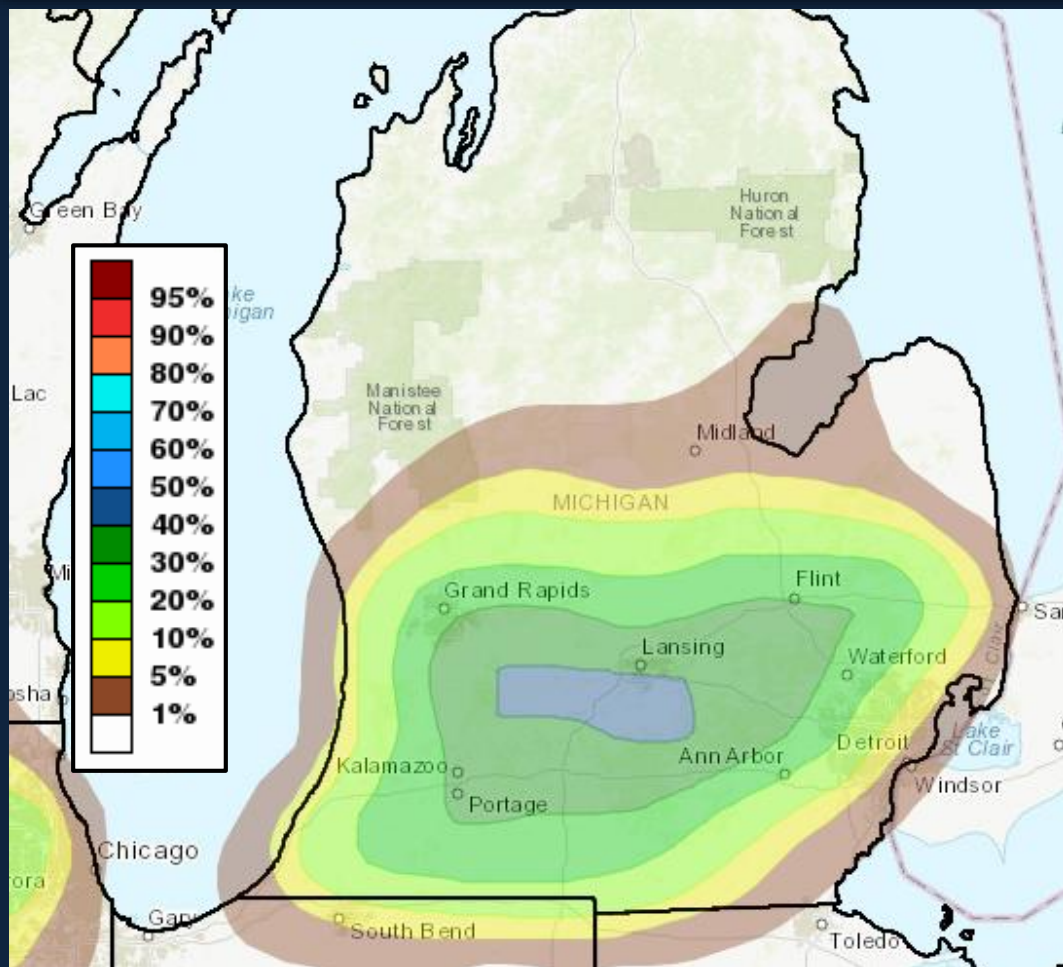 Green Bay
Huron
National
Forest
95%
90%
80%
70%
60%
50%
40%
30%
20%
10%
5%
1%
Lac
Manistee
National
Forest
Midland
MICHIGAN
Grand Rapids
Flint
Lansing
Waterford
Detroit
Lake
St Clair
Kalamazoo
Ann Arbor
Windsor
Portage
Chicago
Gary
South Bend
Toledo